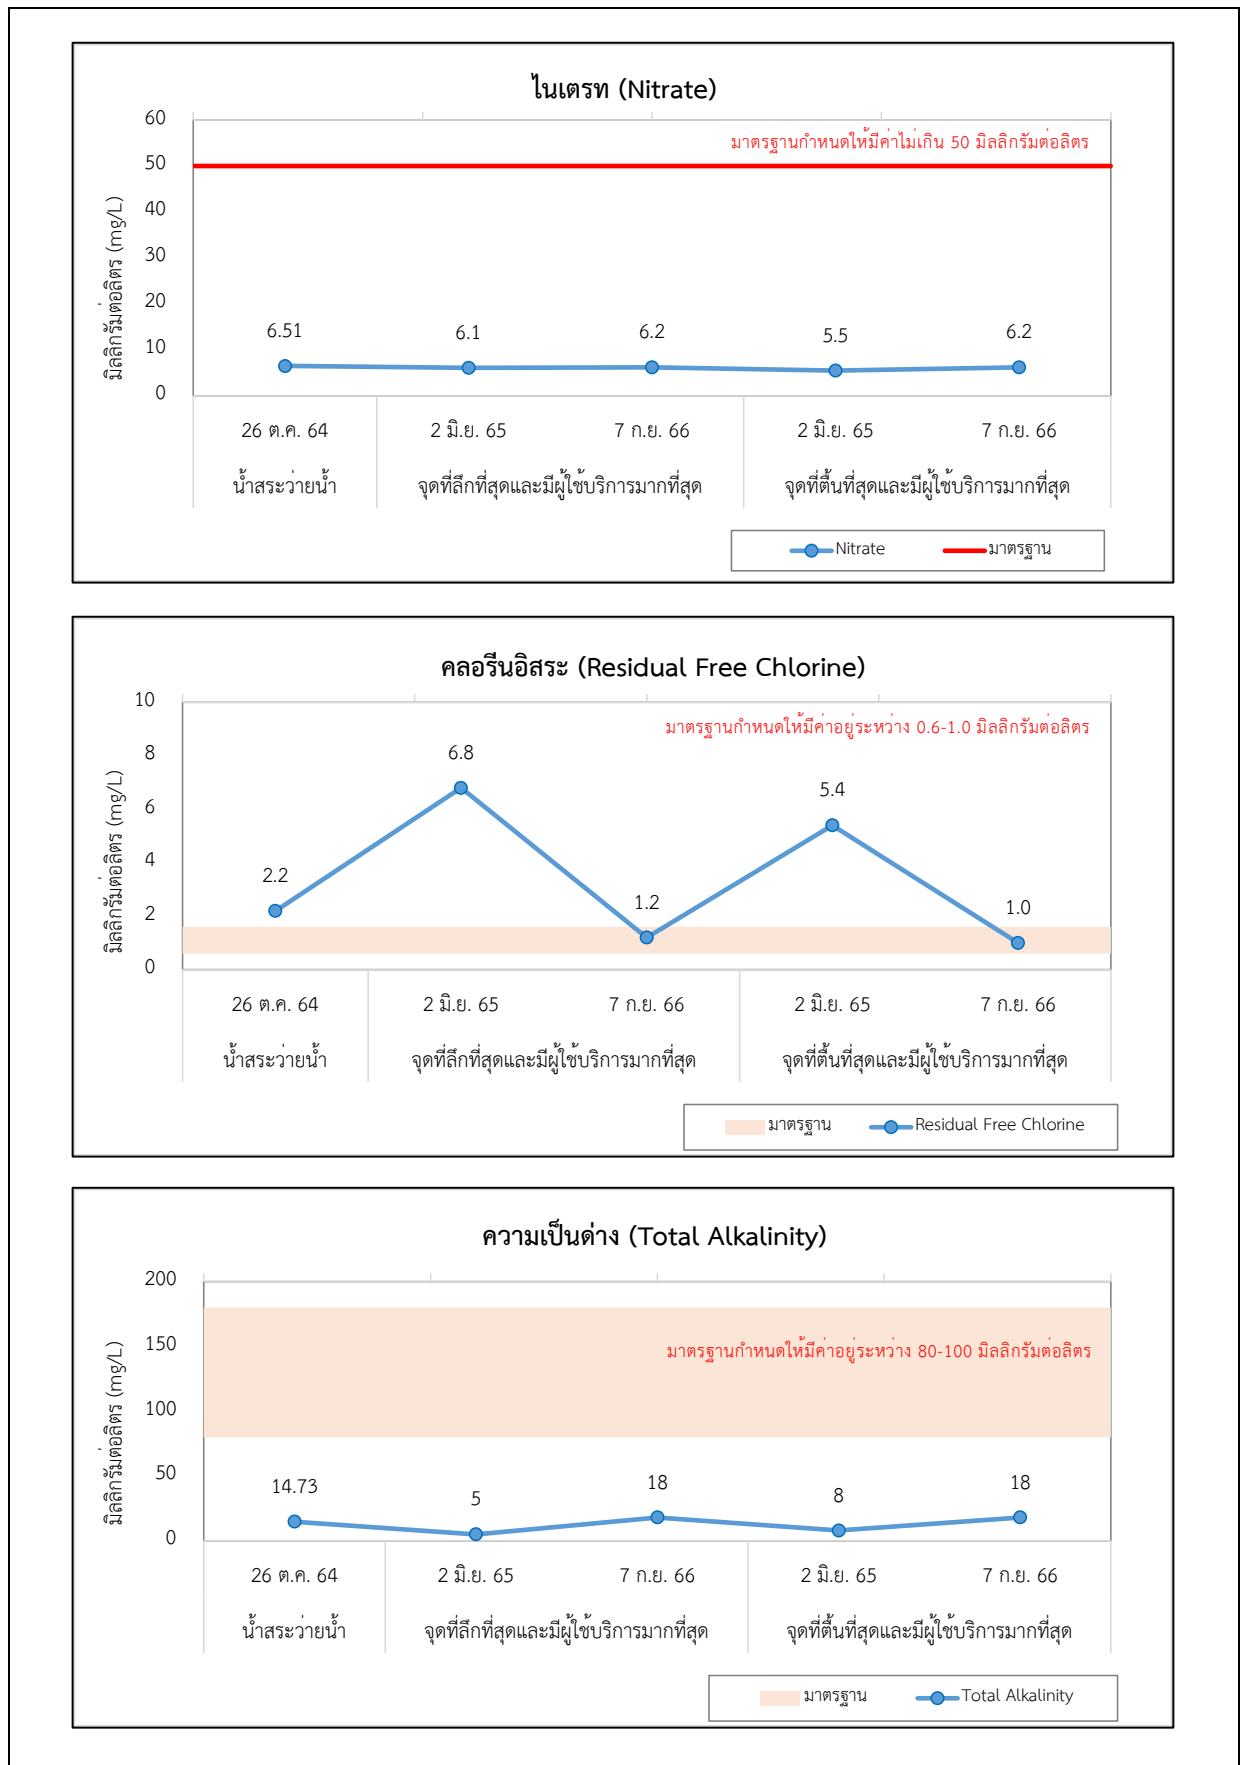 ไนเตรท (Nitrate)
มาตรฐานกำหนดให้มีค่าไม่เกิน 50 มิลลิกรัมต่อลิตร
มิลลิกรัมต่อลิตร (mg/L)
60
50
40
30
20
10
0
6.51 6.1 6.2 5.5 6.2
26 ต.ค. 64 2 มิ.ย. 65 7 ก.ย. 66 2 มิ.ย. 65 7 ก.ย. 66
น้ำสระว่ายน้ำ จุดที่ลึกที่สุดและมีผู้ใช้บริการมากที่สุด จุดที่ตื้นที่สุดและมีผู้ใช้บริการมากที่สุด
Nitrate มาตรฐาน
คลอรีนอิสระ (Residual Free Chlorine)
มาตรฐานกำหนดให้มีค่าอยู่ระหว่าง 0.6-1.0 มิลลิกรัมต่อลิตร
มิลลิกรัมต่อลิตร (mg/L)
10
8
6
4
2
0
2.2 6.8 1.2 5.4 1.0
26 ต.ค. 64 2 มิ.ย. 65 7 ก.ย. 66 2 มิ.ย. 65 7 ก.ย. 66
น้ำสระว่ายน้ำ จุดที่ลึกที่สุดและมีผู้ใช้บริการมากที่สุด จุดที่ตื้นที่สุดและมีผู้ใช้บริการมากที่สุด
มาตรฐาน Residual Free Chlorine
ความเป็นด่าง (Total Alkalinity)
มาตรฐานกำหนดให้มีค่าอยู่ระหว่าง 80-100 มิลลิกรัมต่อลิตร
มิลลิกรัมต่อลิตร (mg/L)
200
150
100
50
0
14.73 5 18 8 18
26 ต.ค. 64 2 มิ.ย. 65 7 ก.ย. 66 2 มิ.ย. 65 7 ก.ย. 66
น้ำสระว่ายน้ำ จุดที่ลึกที่สุดและมีผู้ใช้บริการมากที่สุด จุดที่ตื้นที่สุดและมีผู้ใช้บริการมากที่สุด
มาตรฐาน Total Alkalinity